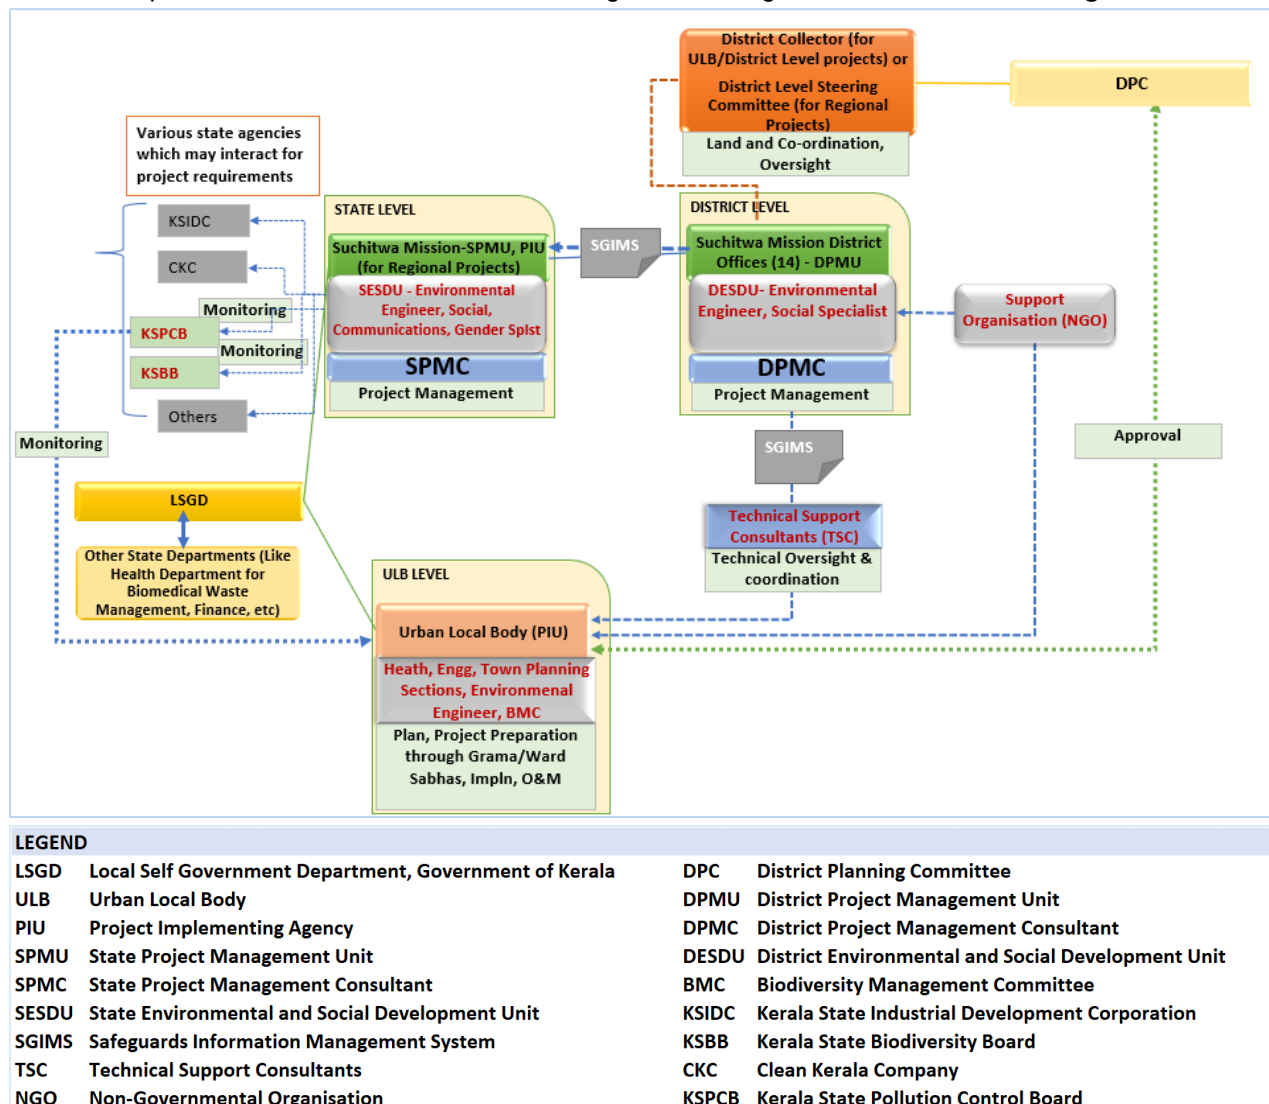 District Collector (for
ULB/District Level projects) or
District Level Steering
Committee (for Regional
Projects)
Land and Co-ordination,
Oversight
DPC
Various state agencies
which may interact for
project requirements
KSIDC
CKC
Monitoring
KSPCB
Monitoring
KSBB
Others
Monitoring
STATE LEVEL
Suchitwa Mission-SPMU, PIU
(for Regional Projects)
SESDU - Environmental
Engineer, Social,
Communications, Gender Splst
SPMC
Project Management
SGIMS
DISTRICT LEVEL
Suchitwa Mission District
Offices (14) - DPMU
DESDU- Environmental
Engineer, Social Specialist
DPMC
Project Management
Support
Organisation (NGO)
Approval
SGIMS
Technical Support
Consultants (TSC)
Technical Oversight &
coordination
LSGD
Other State Departments (Like
Health Department for
Biomedical Waste
Management, Finance, etc)
ULB LEVEL
Urban Local Body (PIU)
Heath, Engg, Town Planning
Sections, Environmenal
Engineer, BMC
Plan, Project Preparation
through Grama/Ward
Sabhas, Impln, O&M
LEGEND
LSGD Local Self Government Department, Government of Kerala
DPC District Planning Committee
ULB Urban Local Body
DPMU District Project Management Unit
PIU Project Implementing Agency
DPMC District Project Management Consultant
SPMU State Project Management Unit
DESDU District Environmental and Social Development Unit
SPMC State Project Management Consultant
BMC Biodiversity Management Committee
SESDU State Environmental and Social Development Unit
KSIDC Kerala State Industrial Development Corporation
SGIMS Safeguards Information Management System
KSBB Kerala State Biodiversity Board
TSC Technical Support Consultants
CKC Clean Kerala Company
NGO Non-Governmental Organisation
KSPCB Kerala State Pollution Control Board